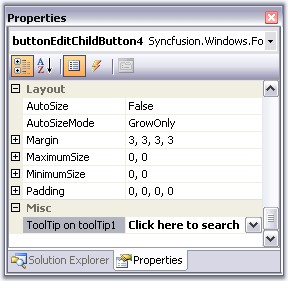 Properties
buttonEditChildButton4 Syncfusion.Windows.Fo
Layout
AutoSize False
AutoSizeMode GrowOnly
Margin 3, 3, 3, 3
MaximumSize 0, 0
MinimumSize 0, 0
Padding 0, 0, 0, 0
Misc
ToolTip on toolTip1 Click here to search
Solution Explorer Properties